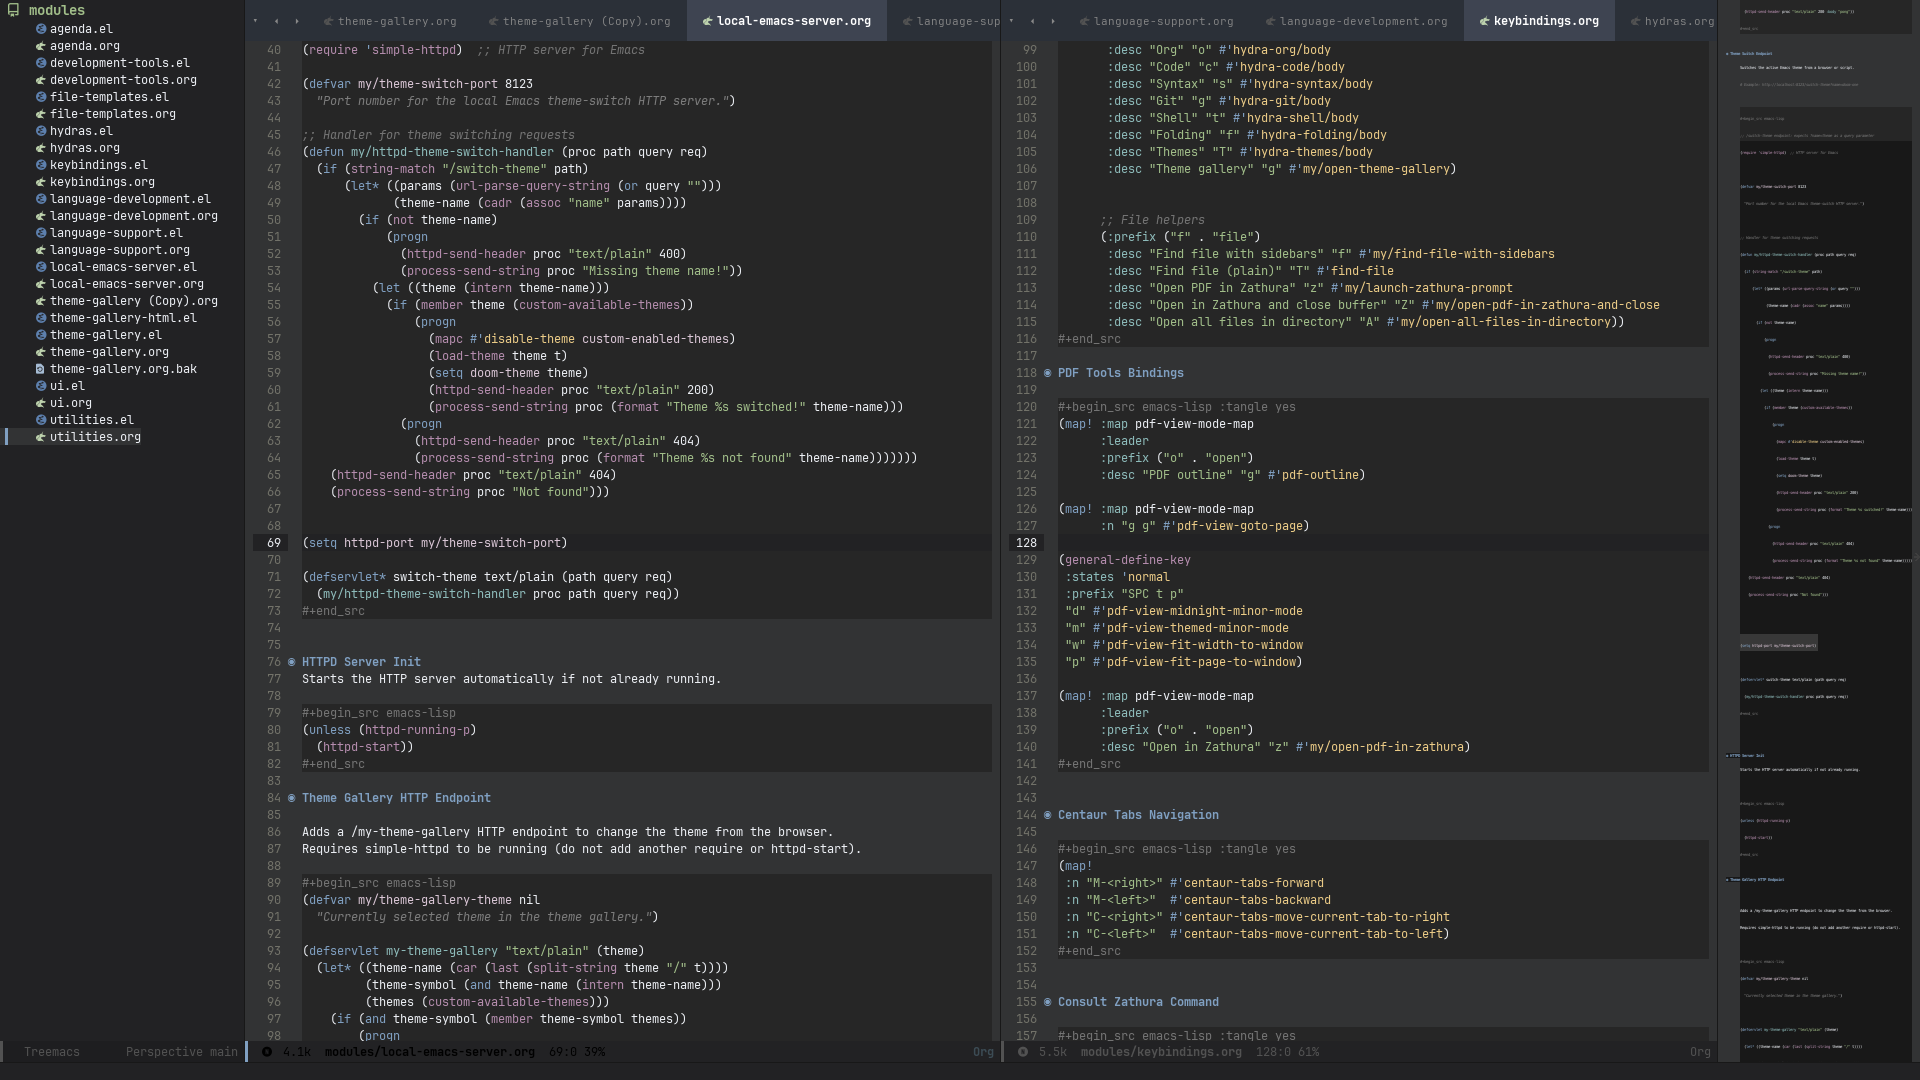 modules
agenda.el
agenda.org
development-tools.el
development-tools.org
file-templates.el
file-templates.org
hydras.el
hydras.org
keybindings.el
keybindings.org
language-development.el
language-development.org
language-support.el
language-support.org
local-emacs-server.el
local-emacs-server.org
theme-gallery (Copy).org
theme-gallery-html.el
theme-gallery.el
theme-gallery.org
theme-gallery.org.bak
ui.el
ui.org
utilities.el
utilities.org
Treemacs Perspective main
theme-gallery.org theme-gallery (Copy).org local-emacs-server.org language-sup
40 (require 'simple-httpd)  ;; HTTP server for Emacs
41
42 (defvar my/theme-switch-port 8123
43   "Port number for the local Emacs theme-switch HTTP server.")
44
45 ;; Handler for theme switching requests
46 (defun my/httpd-theme-switch-handler (proc path query req)
47   (if (string-match "/switch-theme" path)
48       (let* ((params (url-parse-query-string (or query "")))
49              (theme-name (cadr (assoc "name" params))))
50         (if (not theme-name)
51             (progn
52               (httpd-send-header proc "text/plain" 400)
53               (process-send-string proc "Missing theme name!"))
54           (let ((theme (intern theme-name)))
55             (if (member theme (custom-available-themes))
56                 (progn
57                   (mapc #'disable-theme custom-enabled-themes)
58                   (load-theme theme t)
59                   (setq doom-theme theme)
60                   (httpd-send-header proc "text/plain" 200)
61                   (process-send-string proc (format "Theme %s switched!" theme-name)))
62               (progn
63                 (httpd-send-header proc "text/plain" 404)
64                 (process-send-string proc (format "Theme %s not found" theme-name)))))))
65     (httpd-send-header proc "text/plain" 404)
66     (process-send-string proc "Not found")))
67
68
69 (setq httpd-port my/theme-switch-port)
70
71 (defservlet* switch-theme text/plain (path query req)
72   (my/httpd-theme-switch-handler proc path query req))
73 #+end_src
74
75
76 ◉ HTTPD Server Init
77 Starts the HTTP server automatically if not already running.
78
79 #+begin_src emacs-lisp
80 (unless (httpd-running-p)
81   (httpd-start))
82 #+end_src
83
84 ◉ Theme Gallery HTTP Endpoint
85
86 Adds a /my-theme-gallery HTTP endpoint to change the theme from the browser.
87 Requires simple-httpd to be running (do not add another require or httpd-start).
88
89 #+begin_src emacs-lisp
90 (defvar my/theme-gallery-theme nil
91   "Currently selected theme in the theme gallery.")
92
93 (defservlet my-theme-gallery "text/plain" (theme)
94   (let* ((theme-name (car (last (split-string theme "/" t))))
95          (theme-symbol (and theme-name (intern theme-name)))
96          (themes (custom-available-themes)))
97     (if (and theme-symbol (member theme-symbol themes))
98         (progn
4.1k modules/local-emacs-server.org 69:0 39% Org
language-support.org language-development.org keybindings.org hydras.org
99 :desc "Org" "o" #'hydra-org/body
100 :desc "Code" "c" #'hydra-code/body
101 :desc "Syntax" "s" #'hydra-syntax/body
102 :desc "Git" "g" #'hydra-git/body
103 :desc "Shell" "t" #'hydra-shell/body
104 :desc "Folding" "f" #'hydra-folding/body
105 :desc "Themes" "T" #'hydra-themes/body
106 :desc "Theme gallery" "g" #'my/open-theme-gallery)
107
108
109 ;; File helpers
110 (:prefix ("f" . "file")
111 :desc "Find file with sidebars" "f" #'my/find-file-with-sidebars
112 :desc "Find file (plain)" "T" #'find-file
113 :desc "Open PDF in Zathura" "z" #'my/launch-zathura-prompt
114 :desc "Open in Zathura and close buffer" "Z" #'my/open-pdf-in-zathura-and-close
115 :desc "Open all files in directory" "A" #'my/open-all-files-in-directory))
116 #+end_src
117
118 ◉ PDF Tools Bindings
119
120 #+begin_src emacs-lisp :tangle yes
121 (map! :map pdf-view-mode-map
122       :leader
123       :prefix ("o" . "open")
124       :desc "PDF outline" "g" #'pdf-outline)
125
126 (map! :map pdf-view-mode-map
127       :n "g g" #'pdf-view-goto-page)
128
129 (general-define-key
130  :states 'normal
131  :prefix "SPC t p"
132  "d" #'pdf-view-midnight-minor-mode
133  "m" #'pdf-view-themed-minor-mode
134  "w" #'pdf-view-fit-width-to-window
135  "p" #'pdf-view-fit-page-to-window)
136
137 (map! :map pdf-view-mode-map
138       :leader
139       :prefix ("o" . "open")
140       :desc "Open in Zathura" "z" #'my/open-pdf-in-zathura)
141 #+end_src
142
143
144 ◉ Centaur Tabs Navigation
145
146 #+begin_src emacs-lisp :tangle yes
147 (map!
148  :n "M-<right>" #'centaur-tabs-forward
149  :n "M-<left>"  #'centaur-tabs-backward
150  :n "C-<right>" #'centaur-tabs-move-current-tab-to-right
151  :n "C-<left>"  #'centaur-tabs-move-current-tab-to-left)
152 #+end_src
153
154
155 ◉ Consult Zathura Command
156
157 #+begin_src emacs-lisp :tangle yes
5.5k modules/keybindings.org 128:0 61% Org